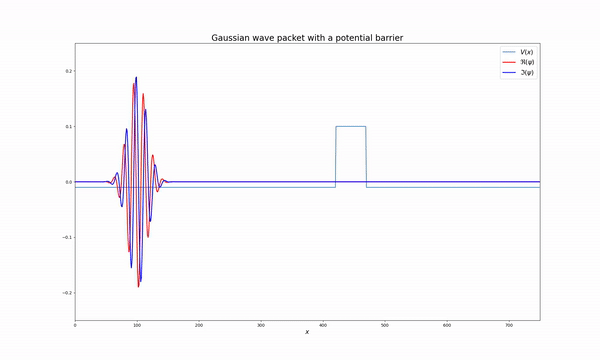 Gaussian wave packet with a potential barrier
V(x)
ℜ(ψ)
ℑ(ψ)
0.2
0.1
0.0
−0.1
−0.2
0 100 200 300 400 500 600 700
x